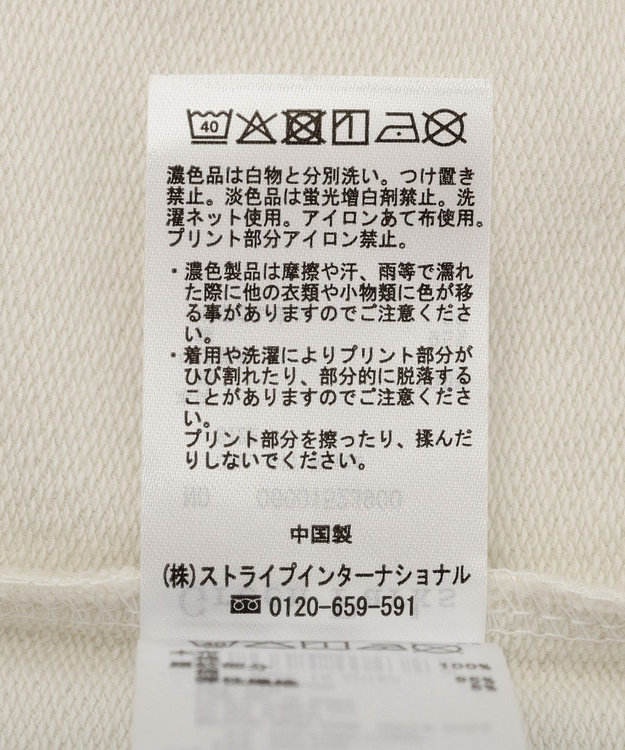 40
濃色品は白物と分別洗い。つけ置き
禁止。淡色品は蛍光増白剤禁止。洗
濯ネット使用。アイロンあて布使用。
プリント部分アイロン禁止。
・濃色製品は摩擦や汗、雨等で濡れ
た際に他の衣類や小物類に色が移
る事がありますのでご注意くださ
い。
・着用や洗濯によりプリント部分が
ひび割れたり、部分的に脱落する
ことがありますのでご注意くださ
い。
プリント部分を擦ったり、揉んだ
りしないでください。
中国製
(株)ストライプインターナショナル
0120-659-591
100%